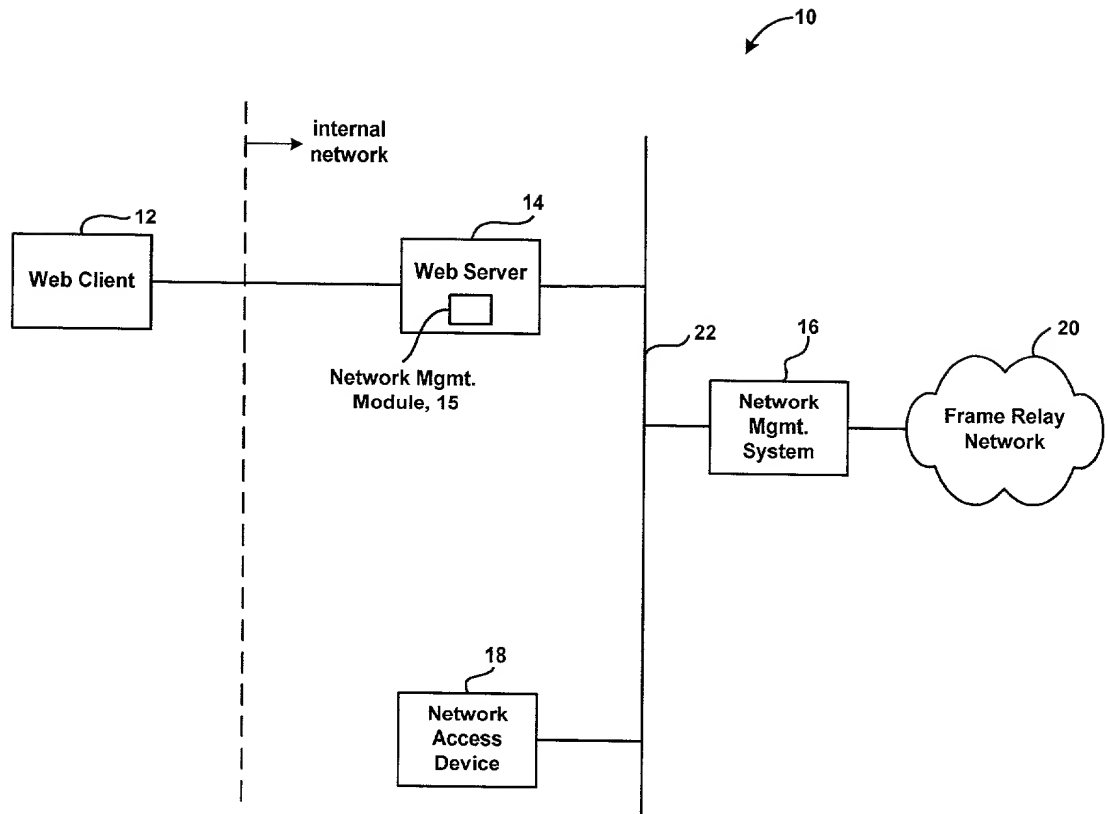 10
internal
network
12
Web Client
14
Web Server
Network Mgmt.
Module, 15
22
16
Network
Mgmt.
System
20
Frame Relay
Network
18
Network
Access
Device